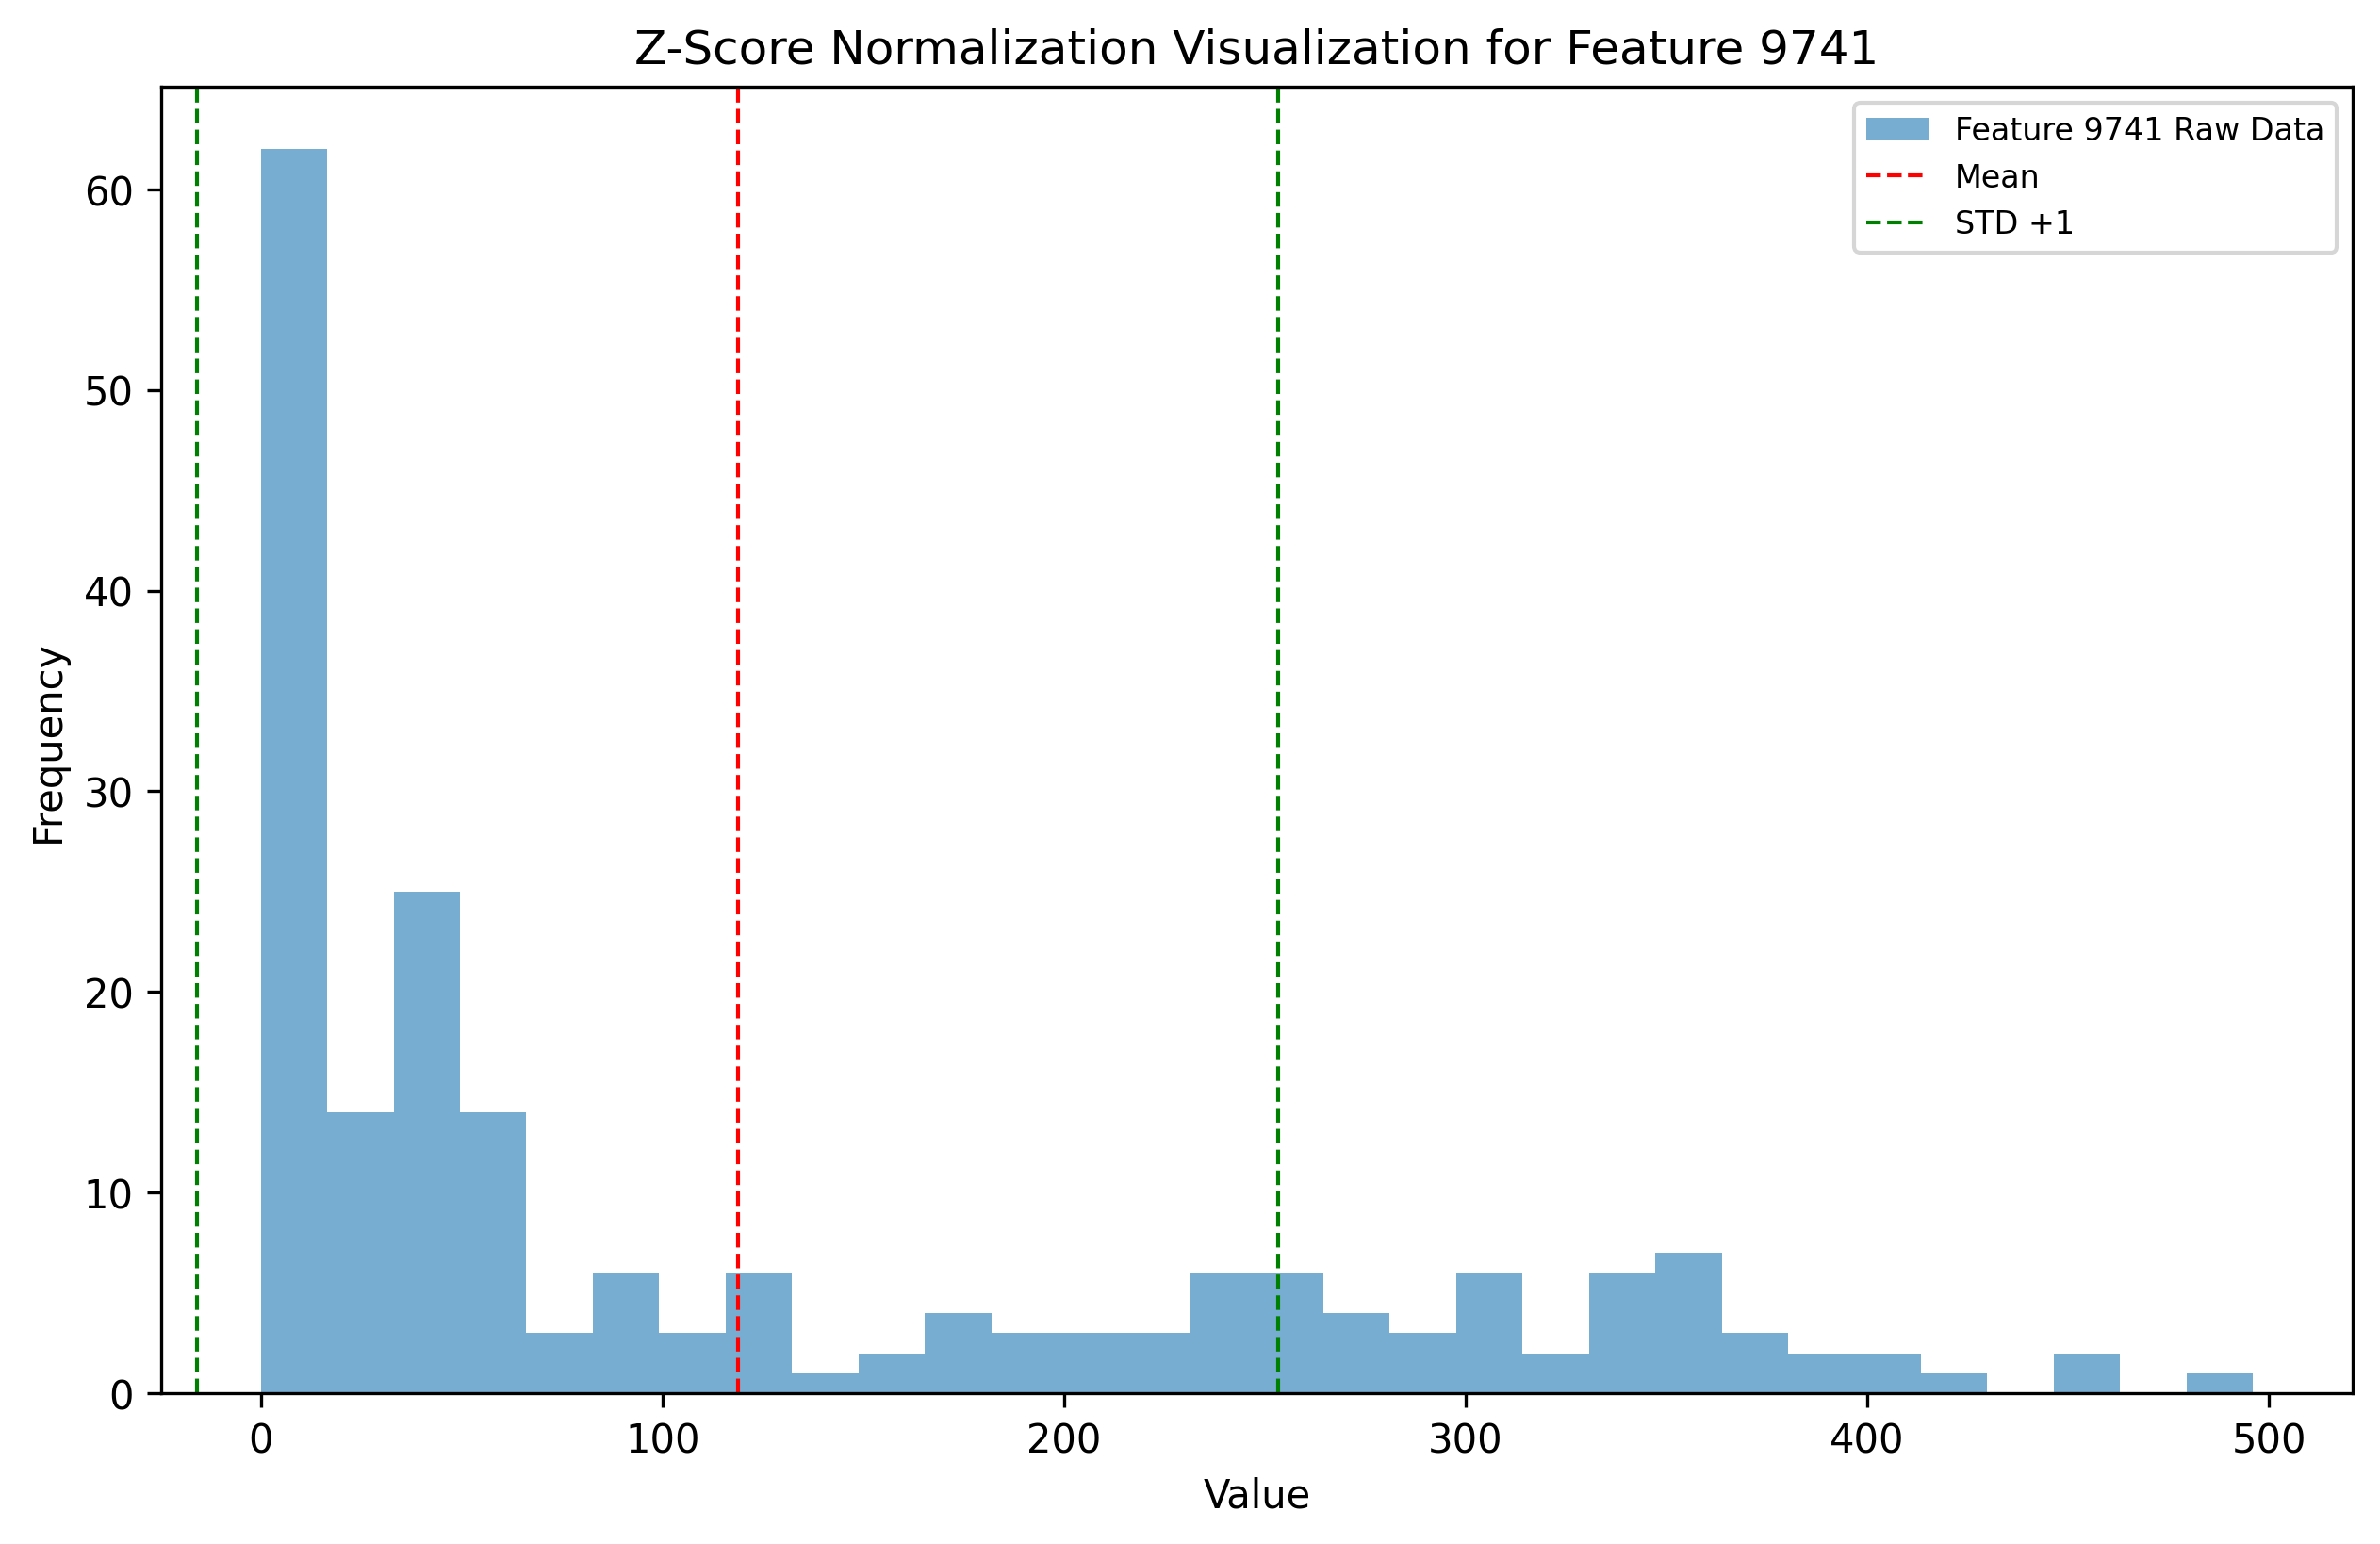 Z-Score Normalization Visualization for Feature 9741
Feature 9741 Raw Data
Mean
STD +1
60
50
40
30
20
10
0
Frequency
0 100 200 300 400 500
Value